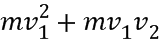 mv₁² + mv₁v₂